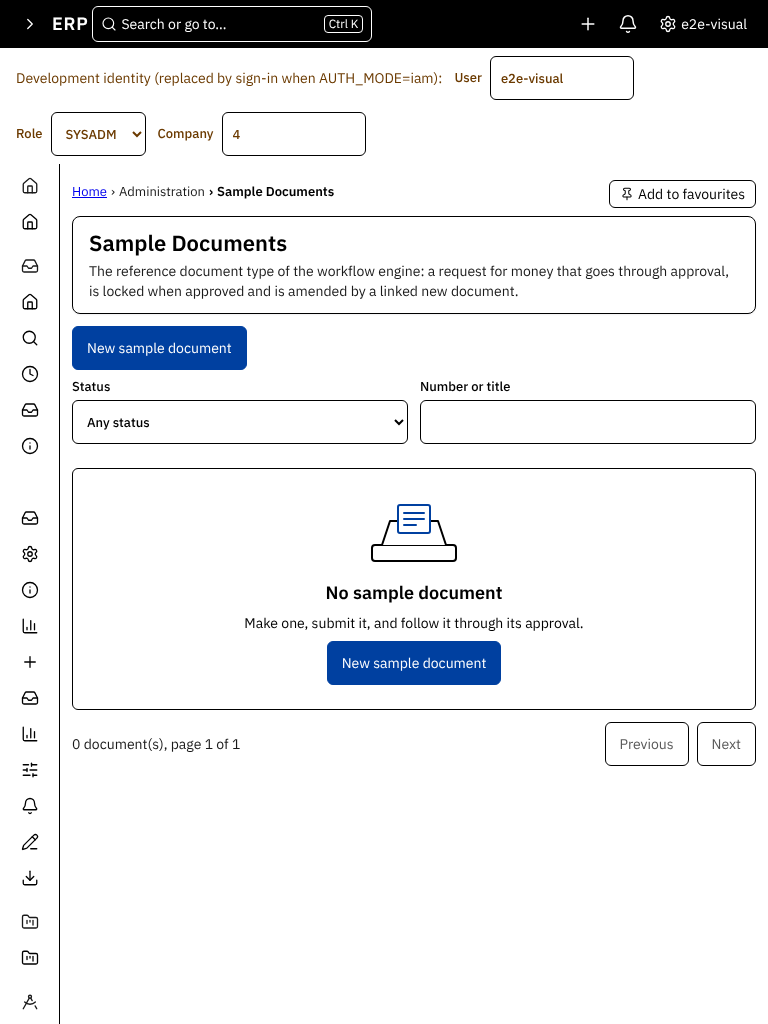 ERP
Search or go to...
Ctrl K
e2e-visual
Development identity (replaced by sign-in when AUTH_MODE=iam):
User
e2e-visual
Role
SYSADM
Company
4
Home › Administration › Sample Documents
Add to favourites
Sample Documents
The reference document type of the workflow engine: a request for money that goes through approval,
is locked when approved and is amended by a linked new document.
New sample document
Status
Number or title
Any status
No sample document
Make one, submit it, and follow it through its approval.
New sample document
0 document(s), page 1 of 1
Previous
Next